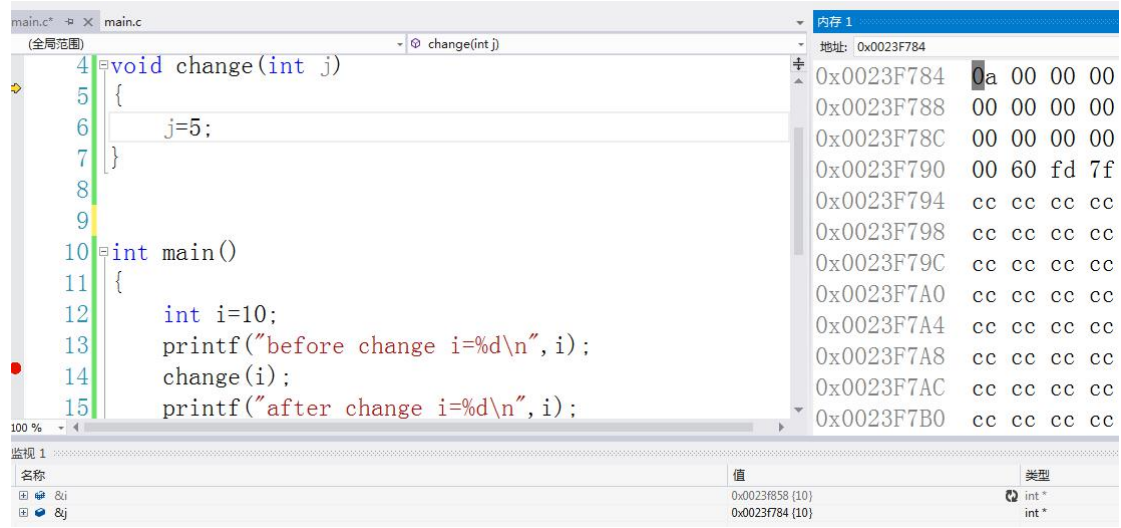 main.c* main.c
(全局范围) change(int j)
4 void change(int j)
5 {
6 j=5;
7 }
8
9
10 int main()
11 {
12 int i=10;
13 printf("before change i=%d\n",i);
14 change(i);
15 printf("after change i=%d\n",i);
100 %
内存 1
地址: 0x0023F784
0x0023F784 0a 00 00 00
0x0023F788 00 00 00 00
0x0023F78C 00 00 00 00
0x0023F790 00 60 fd 7f
0x0023F794 cc cc cc cc
0x0023F798 cc cc cc cc
0x0023F79C cc cc cc cc
0x0023F7A0 cc cc cc cc
0x0023F7A4 cc cc cc cc
0x0023F7A8 cc cc cc cc
0x0023F7AC cc cc cc cc
0x0023F7B0 cc cc cc cc
监视 1
名称 值 类型
&i 0x0023f858 {10} int *
&j 0x0023f784 {10} int *